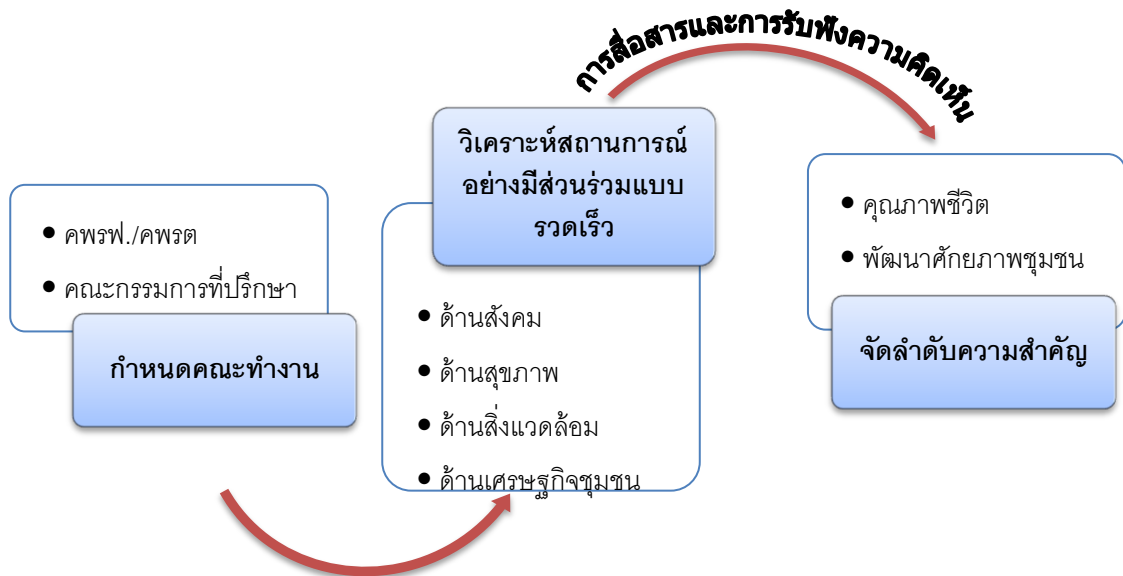 การสื่อสารและการรับฟังความคิดเห็น
คพรฟ./คพรต
คณะกรรมการที่ปรึกษา
กำหนดคณะทำงาน
วิเคราะห์สถานการณ์
อย่างมีส่วนร่วมแบบ
รวดเร็ว
ด้านสังคม
ด้านสุขภาพ
ด้านสิ่งแวดล้อม
ด้านเศรษฐกิจชุมชน
คุณภาพชีวิต
พัฒนาศักยภาพชุมชน
จัดลำดับความสำคัญ